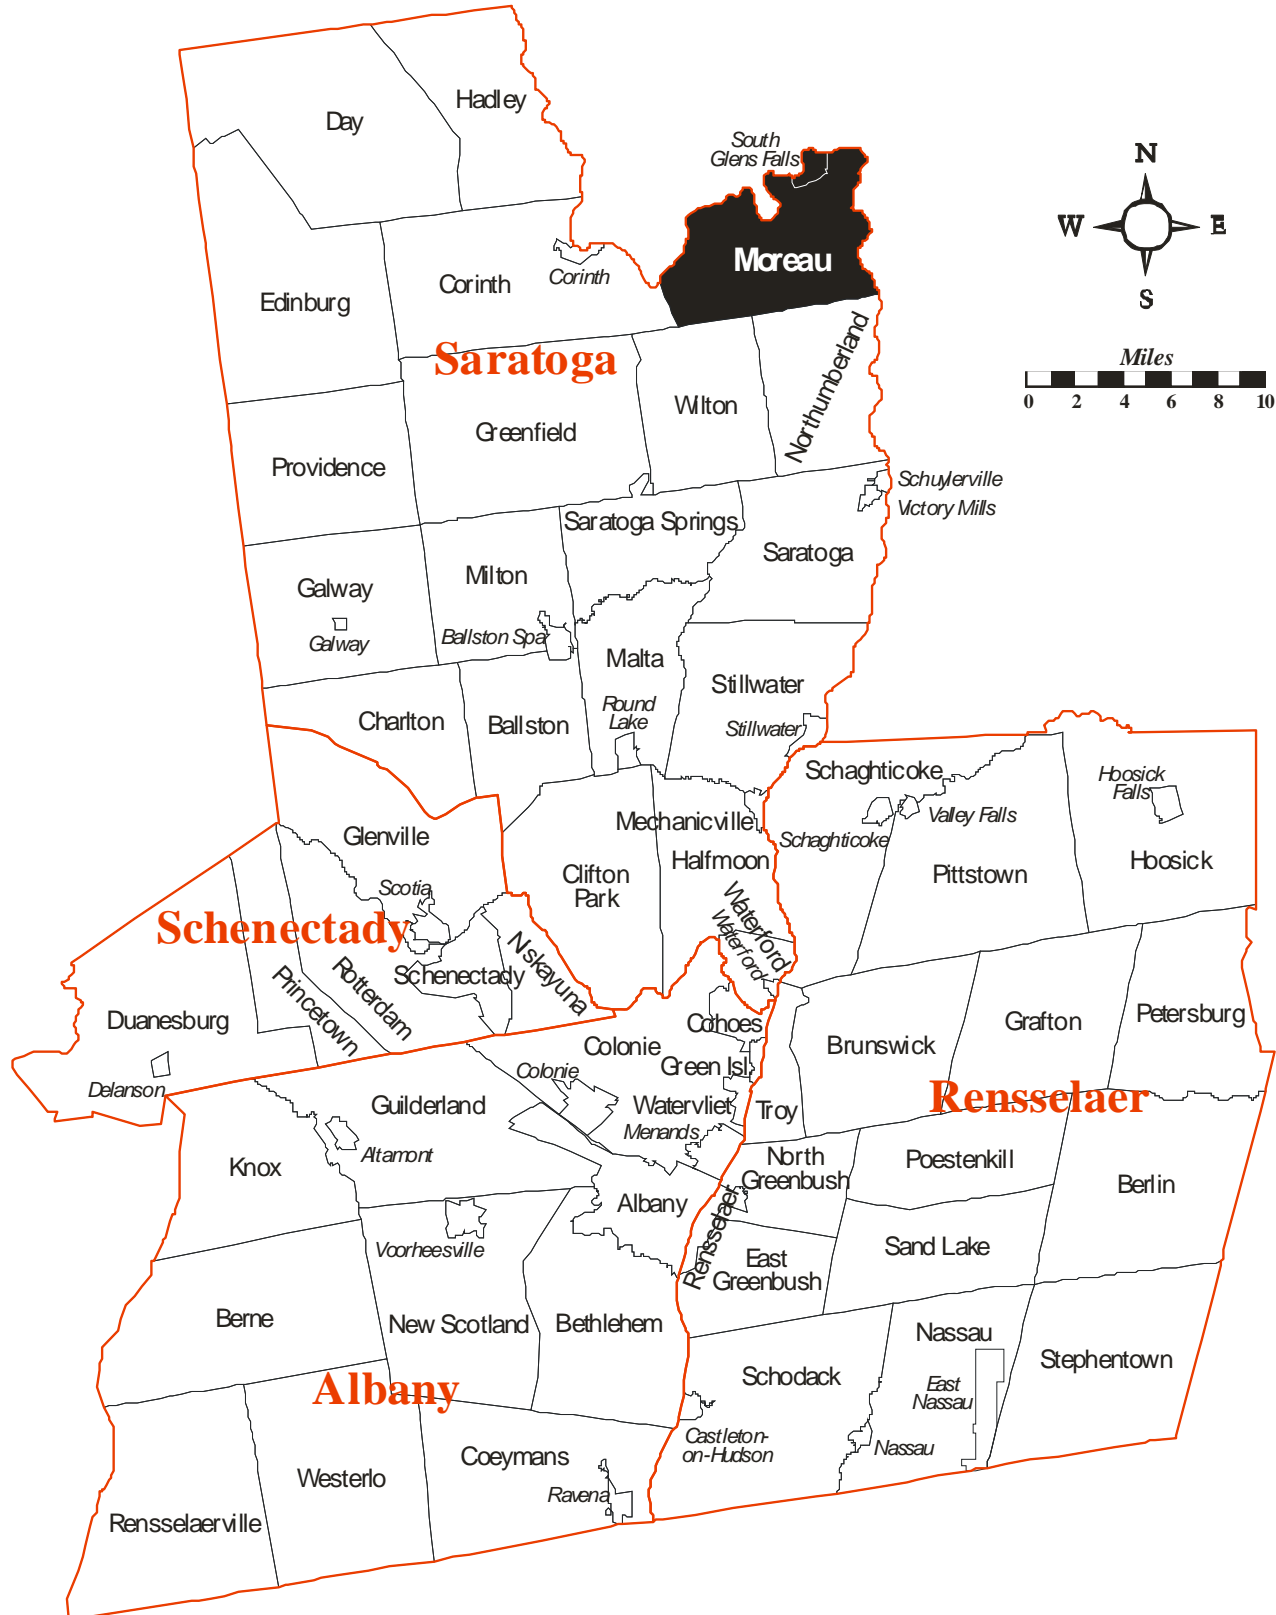 Day
Hadley
South
Glens Falls
N
W
E
S
Moreau
Edinburg
Corinth
Corinth
Saratoga
Northumberland
Miles
0 2 4 6 8 10
Wilton
Greenfield
Providence
Schuylerville
Victory Mills
Saratoga Springs
Saratoga
Galway
Galway
Milton
Ballston Spa
Malta
Round
Lake
Stillwater
Stillwater
Charlton
Ballston
Schaghticoke
Schaghticoke
Valley Falls
Hoosick
Falls
Hoosick
Pittstown
Mechanicville
Halfmoon
Clifton
Park
Waterford
Waterford
Glenville
Scotia
Schenectady
Schenectady
Niskayuna
Rotterdam
Princetown
Duanesburg
Delanson
Cohoes
Colonie
Green Isl.
Colonie
Watervliet
Menands
Troy
Brunswick
Grafton
Petersburg
Rensselaer
Guilderland
Altamont
Knox
North
Greenbush
Poestenkill
Berlin
Albany
Rensselaer
Voorheesville
Sand Lake
East
Greenbush
Berne
New Scotland
Bethlehem
Nassau
Stephentown
Schodack
East
Nassau
Albany
Castleton-
on-Hudson
Nassau
Coeymans
Westerlo
Ravena
Rensselaerville